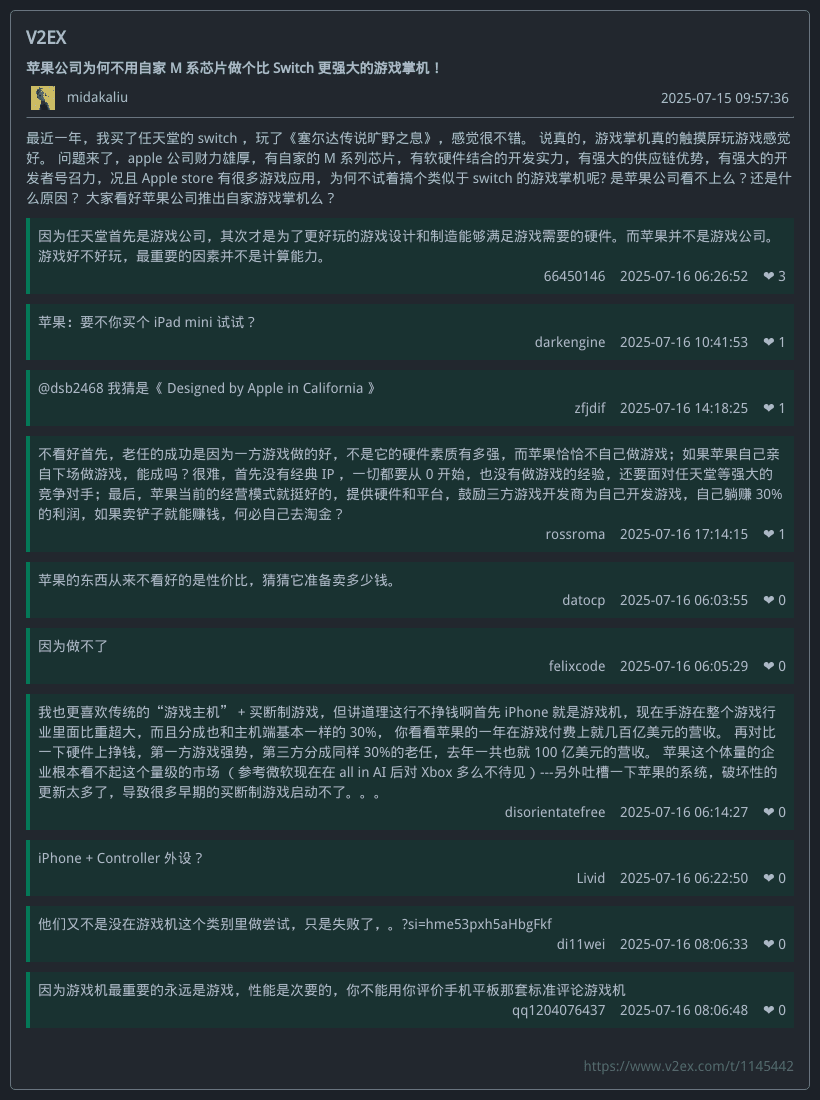 V2EX
苹果公司为何不用自家 M 系芯片做个比 Switch 更强大的游戏掌机！
midakaliu 2025-07-15 09:57:36
最近一年，我买了任天堂的 switch ，玩了《塞尔达传说旷野之息》，感觉很不错。 说真的，游戏掌机真的触摸屏玩游戏感觉
好。 问题来了，apple 公司财力雄厚，有自家的 M 系列芯片，有软硬件结合的开发实力，有强大的供应链优势，有强大的开
发者号召力，况且 Apple store 有很多游戏应用，为何不试着搞个类似于 switch 的游戏掌机呢? 是苹果公司看不上么？还是什
么原因？ 大家看好苹果公司推出自家游戏掌机么？
因为任天堂首先是游戏公司，其次才是为了更好玩的游戏设计和制造能够满足游戏需要的硬件。而苹果并不是游戏公司。
游戏好不好玩，最重要的因素并不是计算能力。
66450146 2025-07-16 06:26:52 ❤ 3
苹果：要不你买个 iPad mini 试试？
darkengine 2025-07-16 10:41:53 ❤ 1
@dsb2468 我猜是《 Designed by Apple in California 》
zfjdif 2025-07-16 14:18:25 ❤ 1
不看好首先，老任的成功是因为一方游戏做的好，不是它的硬件素质有多强，而苹果恰恰不自己做游戏；如果苹果自己亲
自下场做游戏，能成吗？很难，首先没有经典 IP ，一切都要从 0 开始，也没有做游戏的经验，还要面对任天堂等强大的
竞争对手；最后，苹果当前的经营模式就挺好的，提供硬件和平台，鼓励三方游戏开发商为自己开发游戏，自己躺赚 30%
的利润，如果卖铲子就能赚钱，何必自己去淘金？
rossroma 2025-07-16 17:14:15 ❤ 1
苹果的东西从来不看好的是性价比，猜猜它准备卖多少钱。
datocp 2025-07-16 06:03:55 ❤ 0
因为做不了
felixcode 2025-07-16 06:05:29 ❤ 0
我也更喜欢传统的“游戏主机” + 买断制游戏，但讲道理这行不挣钱啊首先 iPhone 就是游戏机，现在手游在整个游戏行
业里面比重超大，而且分成也和主机端基本一样的 30%， 你看看苹果的一年在游戏付费上就几百亿美元的营收。 再对比
一下硬件上挣钱，第一方游戏强势，第三方分成同样 30%的老任，去年一共也就 100 亿美元的营收。 苹果这个体量的企
业根本看不起这个量级的市场 （ 参考微软现在在 all in AI 后对 Xbox 多么不待见 ）---另外吐槽一下苹果的系统，破坏性的
更新太多了，导致很多早期的买断制游戏启动不了。。。
disorientatefree 2025-07-16 06:14:27 ❤ 0
iPhone + Controller 外设？
Livid 2025-07-16 06:22:50 ❤ 0
他们又不是没在游戏机这个类别里做尝试，只是失败了，。?si=hme53pxh5aHbgFkf
di11wei 2025-07-16 08:06:33 ❤ 0
因为游戏机最重要的永远是游戏，性能是次要的，你不能用你评价手机平板那套标准评论游戏机
qq1204076437 2025-07-16 08:06:48 ❤ 0
https://www.v2ex.com/t/1145442